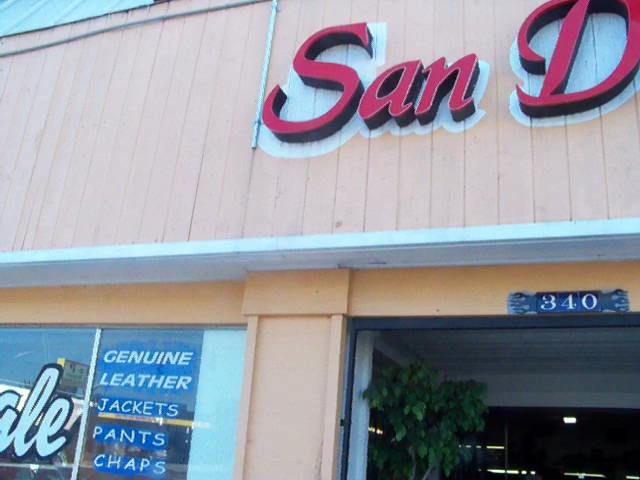 San D
340
GENUINE
LEATHER
JACKETS
PANTS
CHAPS
ale